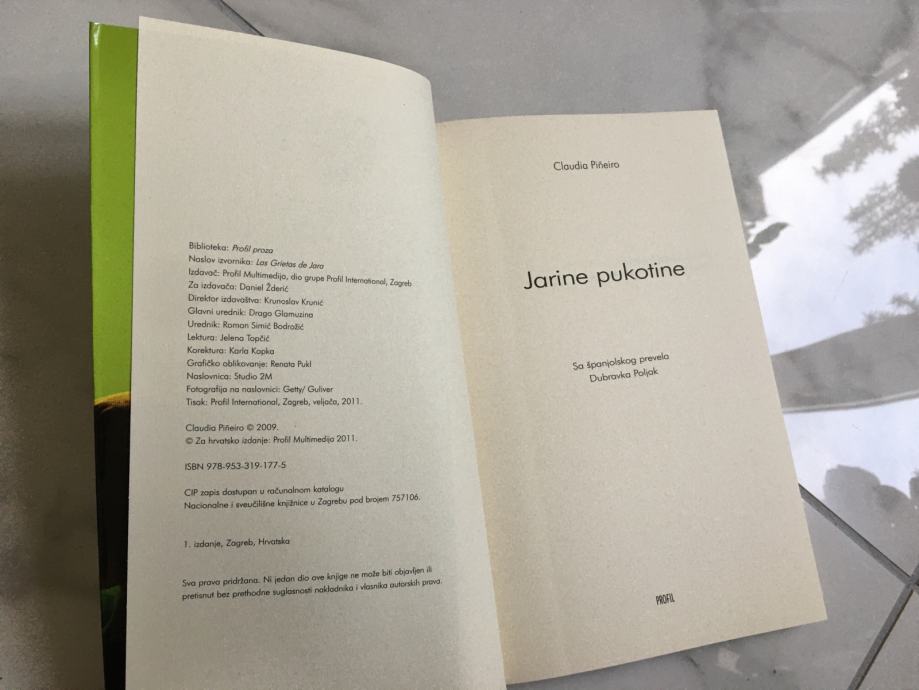 Biblioteka: Profil proza
Naslov izvornika: Las Grietas de Jara
Izdavač: Profil Multimedija, dio grupe Profil International, Zagreb
Za izdavača: Daniel Žderić
Direktor izdavaštva: Krunoslav Krunić
Glavni urednik: Drago Glamuzina
Urednik: Roman Simić Bodrožić
Lektura: Jelena Topčić
Korektura: Karla Kapka
Grafičko oblikovanje: Renata Pukl
Naslovnica: Studio 2M
Fotografija na naslovnici: Getty/ Guliver
Tisak: Profil International, Zagreb, veljača, 2011.
Claudia Piñeiro © 2009.
© Za hrvatsko izdanje: Profil Multimedija 2011.
ISBN 978-953-319-177-5
CIP zapis dostupan u računalnom katalogu
Nacionalne i sveučilišne knjižnice u Zagrebu pod brojem 757106.
1. izdanje, Zagreb, Hrvatska
Sva prava pridržana. Ni jedan dio ove knjige ne može biti objavljen ili
pretisnut bez prethodne suglasnosti nakladnika i vlasnika autorskih prava.
Claudia Piñeiro
Jarine pukotine
Sa španjolskog prevela
Dubravka Poljak
PROFIL